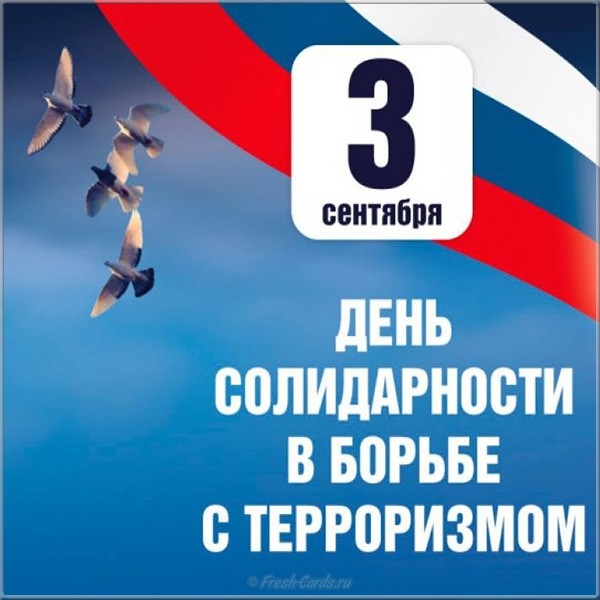 3
сентября
ДЕНЬ
СОЛИДАРНОСТИ
В БОРЬБЕ
С ТЕРРОРИЗМОМ
© Fresh-Cards.ru